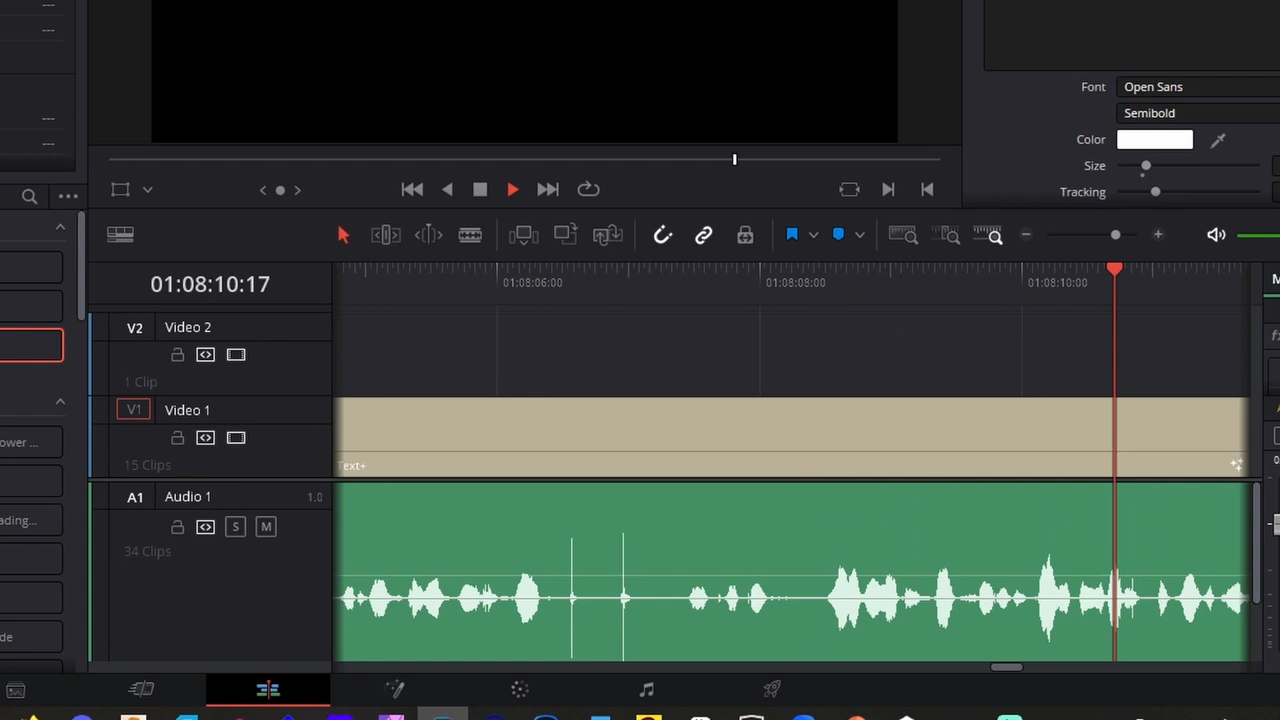 Font
Open Sans
Semibold
Color
Size
Tracking
01:08:10:17
01:08:06:00
01:08:08:00
01:08:10:00
V2
Video 2
1 Clip
V1
Video 1
15 Clips
Text+
A1
Audio 1
1.0
S
M
34 Clips
ower ...
ading...
de